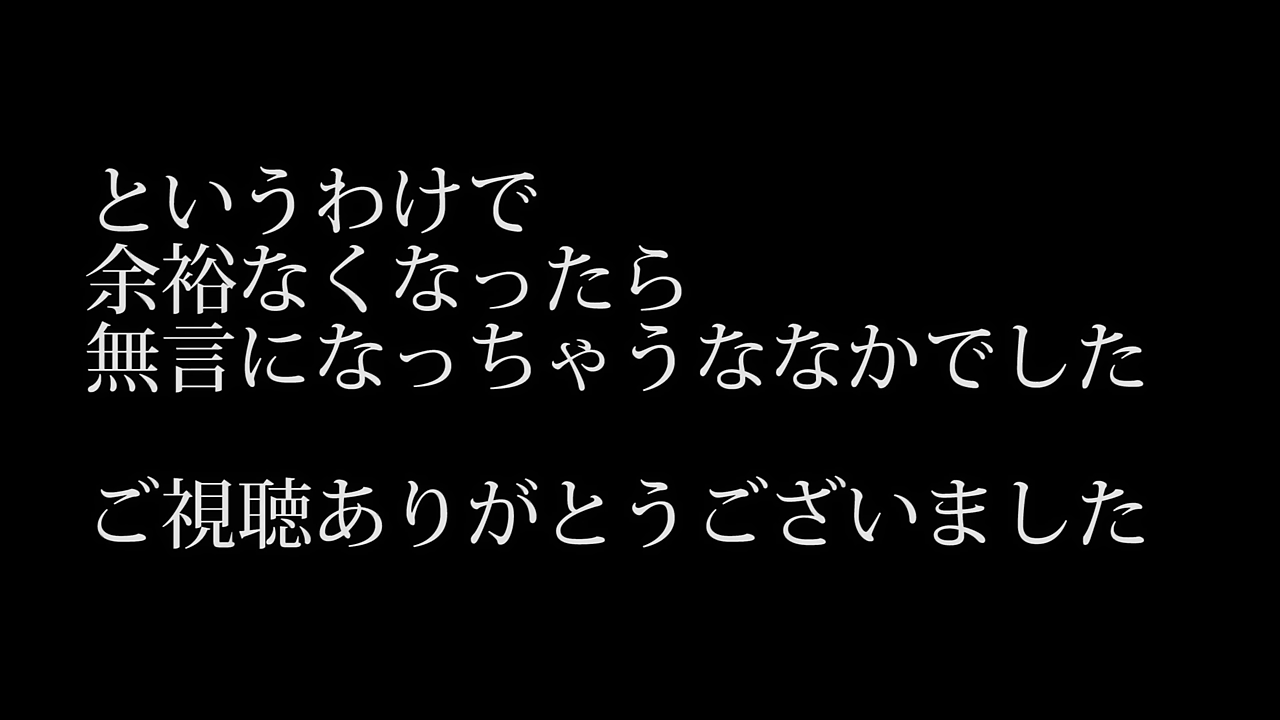 というわけで
余裕なくなったら
無言になっちゃうななかでした
ご視聴ありがとうございました